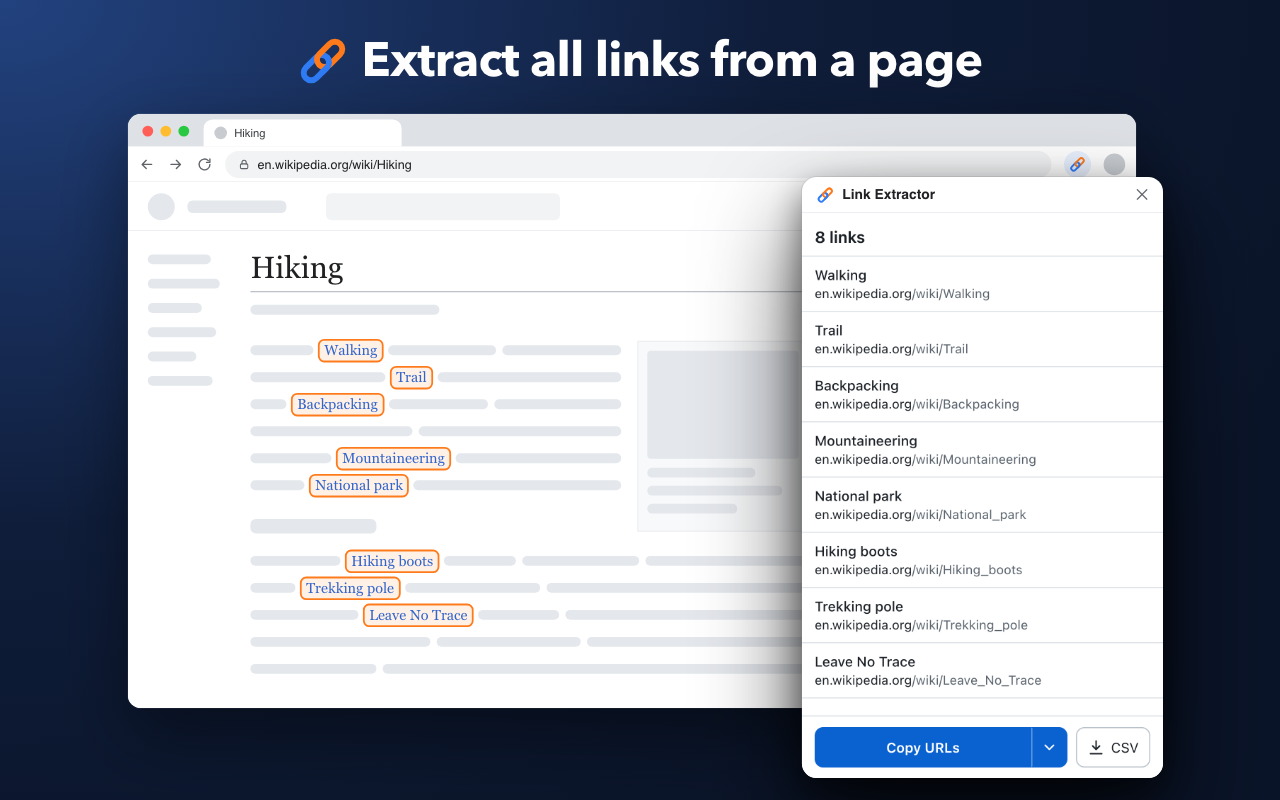 Extract all links from a page
Hiking
en.wikipedia.org/wiki/Hiking
Hiking
Walking
Trail
Backpacking
Mountaineering
National park
Hiking boots
Trekking pole
Leave No Trace
Link Extractor
8 links
Walking
en.wikipedia.org/wiki/Walking
Trail
en.wikipedia.org/wiki/Trail
Backpacking
en.wikipedia.org/wiki/Backpacking
Mountaineering
en.wikipedia.org/wiki/Mountaineering
National park
en.wikipedia.org/wiki/National_park
Hiking boots
en.wikipedia.org/wiki/Hiking_boots
Trekking pole
en.wikipedia.org/wiki/Trekking_pole
Leave No Trace
en.wikipedia.org/wiki/Leave_No_Trace
Copy URLs
CSV